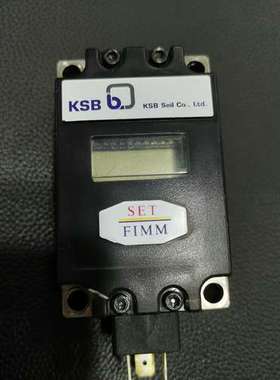 KSB
KSB Seil Co., Ltd.
SET
FIMM